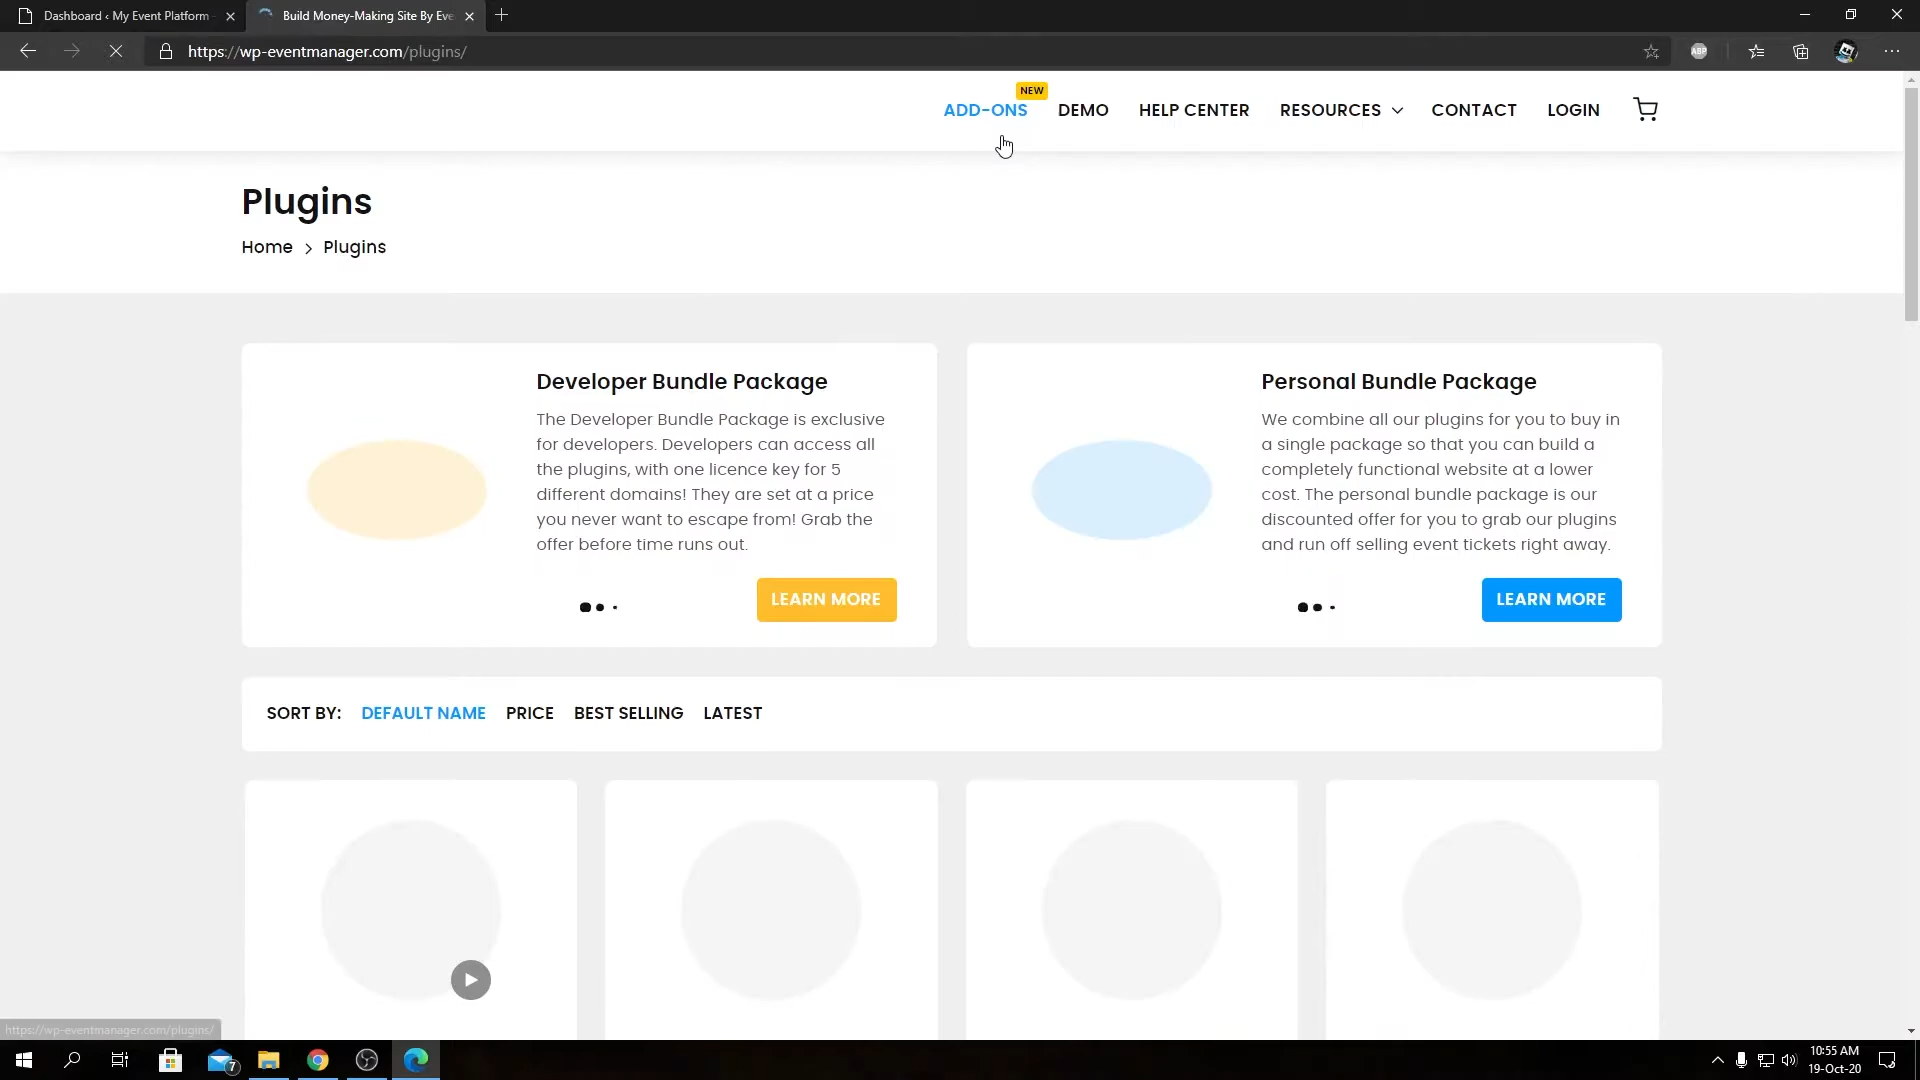 Dashboard ‹ My Event Platform
Build Money-Making Site By Eve
https://wp-eventmanager.com/plugins/
ABP
NEW
ADD-ONS
DEMO
HELP CENTER
RESOURCES
CONTACT
LOGIN
Plugins
Home > Plugins
Developer Bundle Package
The Developer Bundle Package is exclusive
for developers. Developers can access all
the plugins, with one licence key for 5
different domains! They are set at a price
you never want to escape from! Grab the
offer before time runs out.
LEARN MORE
Personal Bundle Package
We combine all our plugins for you to buy in
a single package so that you can build a
completely functional website at a lower
cost. The personal bundle package is our
discounted offer for you to grab our plugins
and run off selling event tickets right away.
LEARN MORE
SORT BY: DEFAULT NAME PRICE BEST SELLING LATEST
https://wp-eventmanager.com/plugins/
7
10:55 AM
19-Oct-20